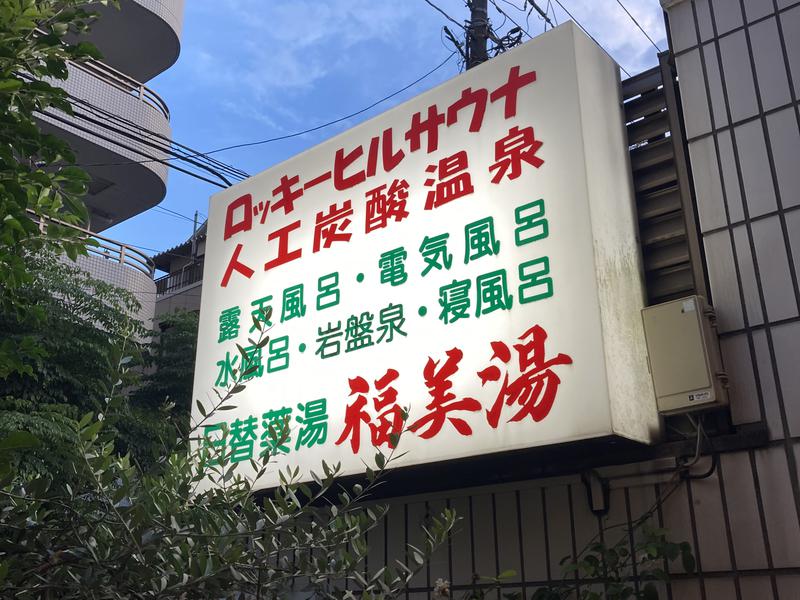 ロッキーヒルサウナ
人工炭酸温泉
露天風呂・電気風呂
水風呂・岩盤泉・寝風呂
日替薬湯 福美湯